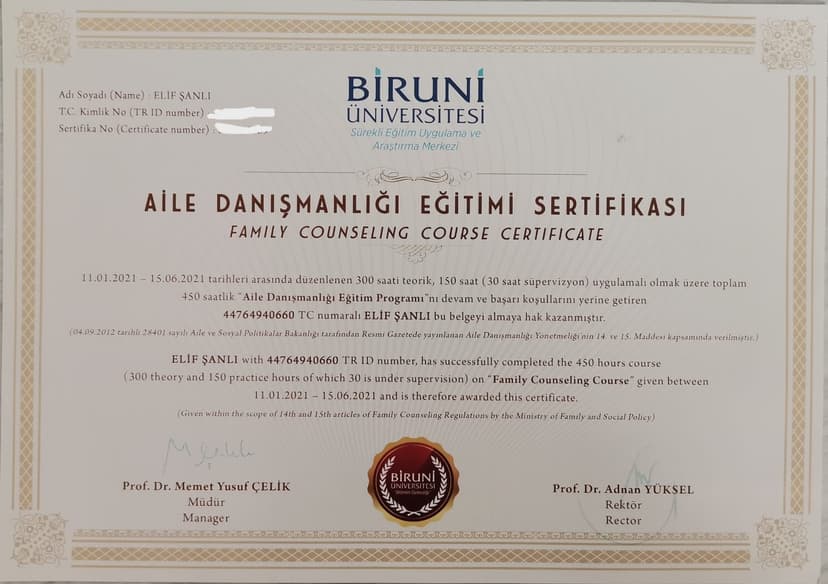 Adı Soyadı (Name) : ELİF ŞANLI
T.C. Kimlik No (TR ID number)
Sertifika No (Certificate number) :
BİRUNİ
ÜNİVERSİTESİ
Sürekli Eğitim Uygulama ve
Araştırma Merkezi
AİLE DANIŞMANLIĞI EĞİTİMİ SERTİFİKASI
FAMILY COUNSELING COURSE CERTIFICATE
11.01.2021 – 15.06.2021 tarihleri arasında düzenlenen 300 saati teorik, 150 saat (30 saat süpervizyon) uygulamalı olmak üzere toplam
450 saatlik "Aile Danışmanlığı Eğitim Programı"nı devam ve başarı koşullarını yerine getiren
44764940660 TC numaralı ELİF ŞANLI bu belgeyi almaya hak kazanmıştır.
(04.09.2012 tarihli 28401 sayılı Aile ve Sosyal Politikalar Bakanlığı tarafından Resmi Gazetede yayınlanan Aile Danışmanlığı Yönetmeliği'nin 14. ve 15. Maddesi kapsamında verilmiştir.)
ELİF ŞANLI with 44764940660 TR ID number, has successfully completed the 450 hours course
(300 theory and 150 practice hours of which 30 is under supervision) on "Family Counseling Course" given between
11.01.2021 – 15.06.2021 and is therefore awarded this certificate.
(Given within the scope of 14th and 15th articles of Family Counseling Regulations by the Ministry of Family and Social Policy)
Prof. Dr. Memet Yusuf ÇELİK
Müdür
Manager
BİRUNİ
ÜNİVERSİTESİ
Prof. Dr. Adnan YÜKSEL
Rektör
Rector